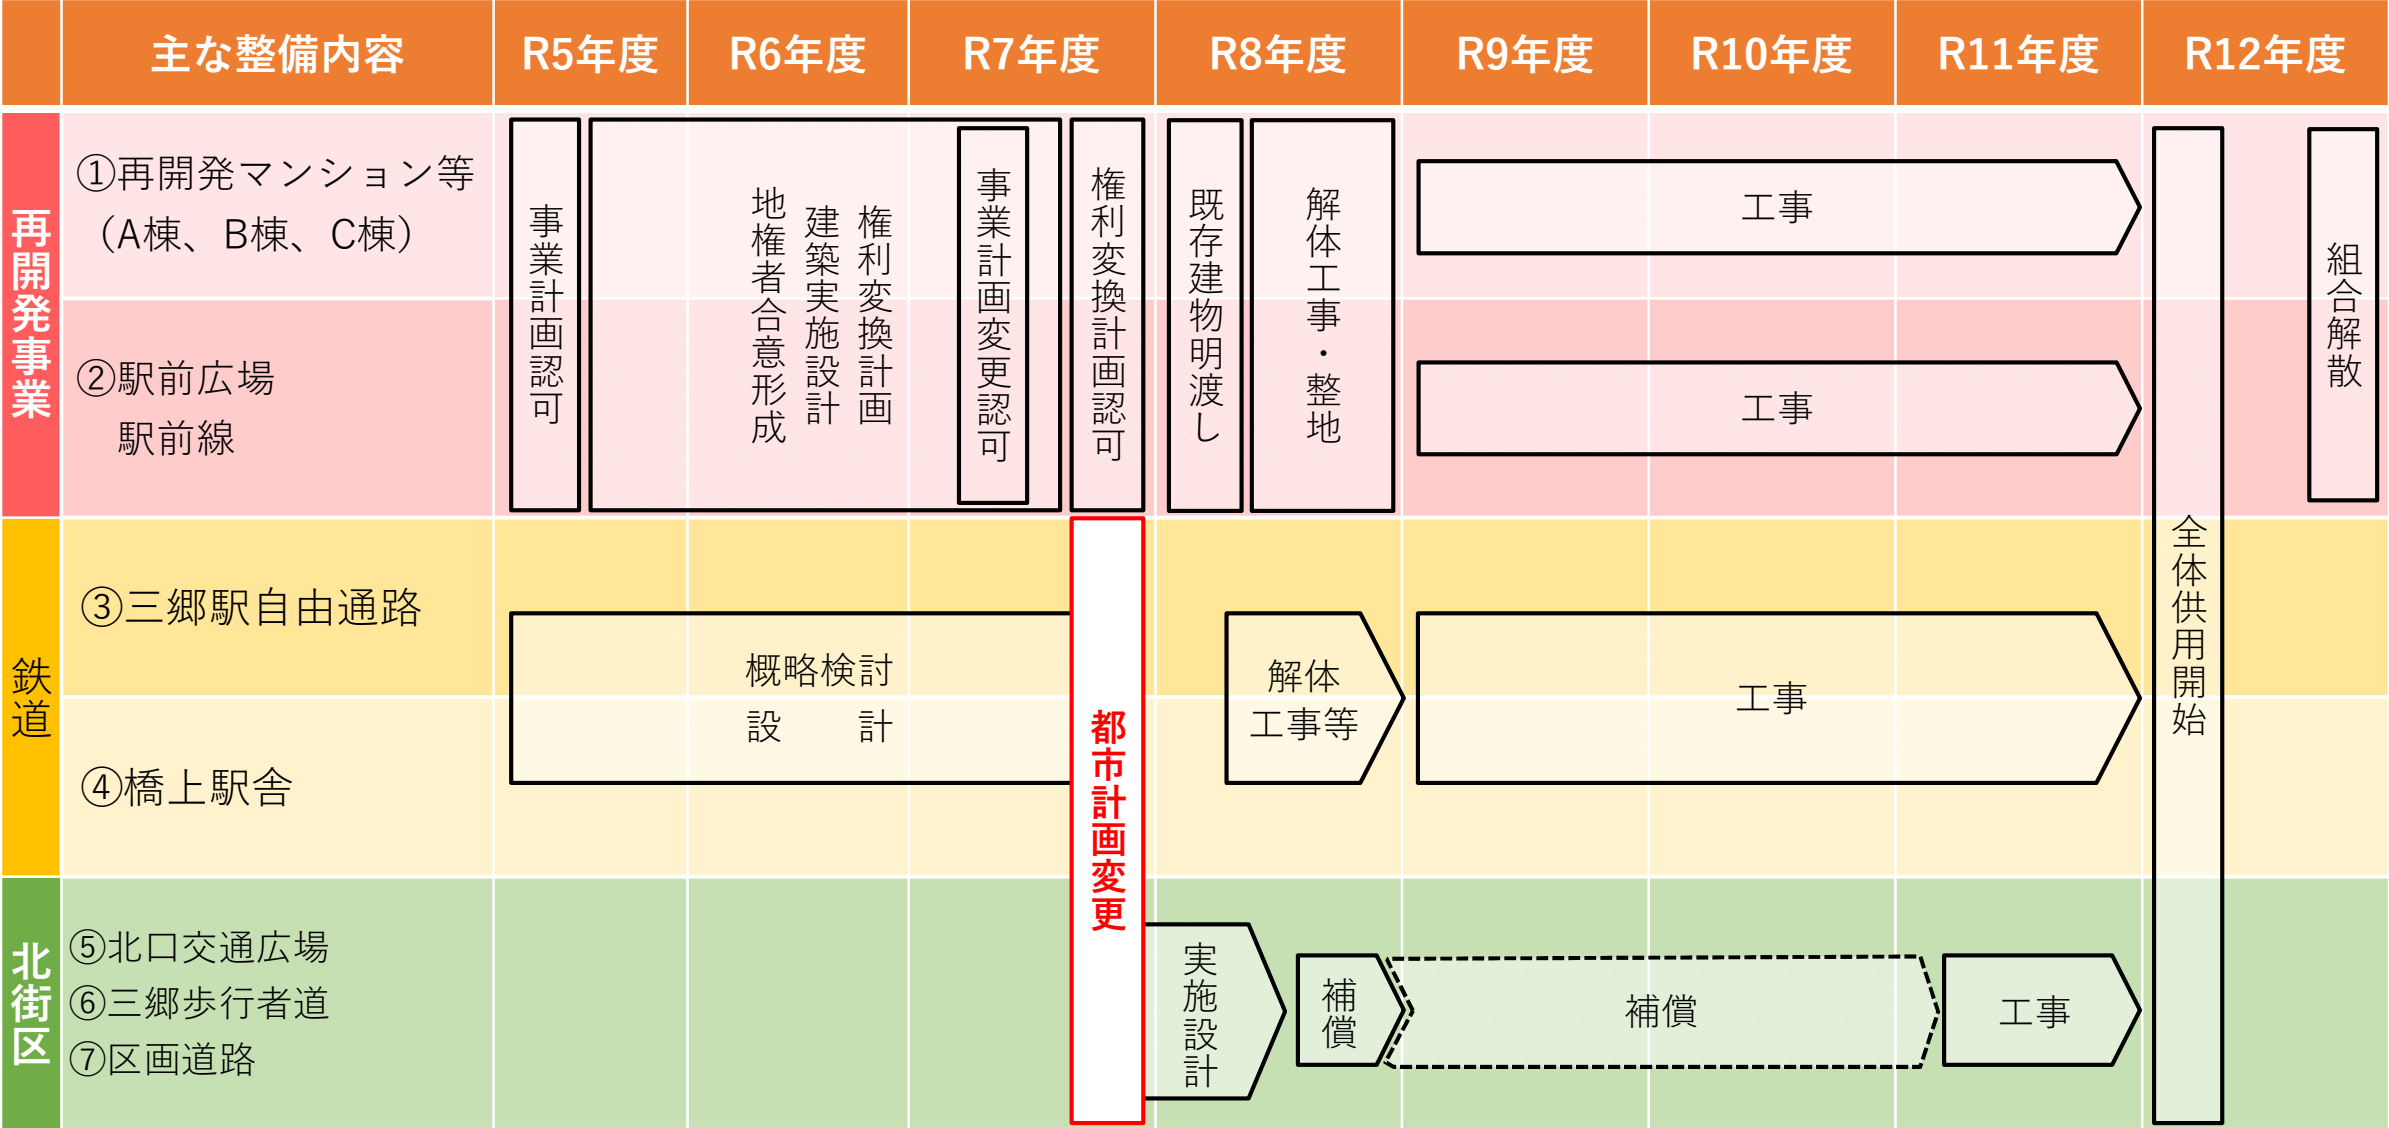 主な整備内容
R5年度
R6年度
R7年度
R8年度
R9年度
R10年度
R11年度
R12年度
再開発事業
①再開発マンション等
（A棟、B棟、C棟）
②駅前広場
駅前線
事業計画認可
権利変換計画
建築実施設計
地権者合意形成
事業計画変更認可
権利変換計画認可
既存建物明渡し
解体工事・整地
工事
工事
全体供用開始
組合解散
鉄道
③三郷駅自由通路
④橋上駅舎
概略検討
設　　計
都市計画変更
解体
工事等
工事
北街区
⑤北口交通広場
⑥三郷歩行者道
⑦区画道路
実施設計
補償
補償
工事